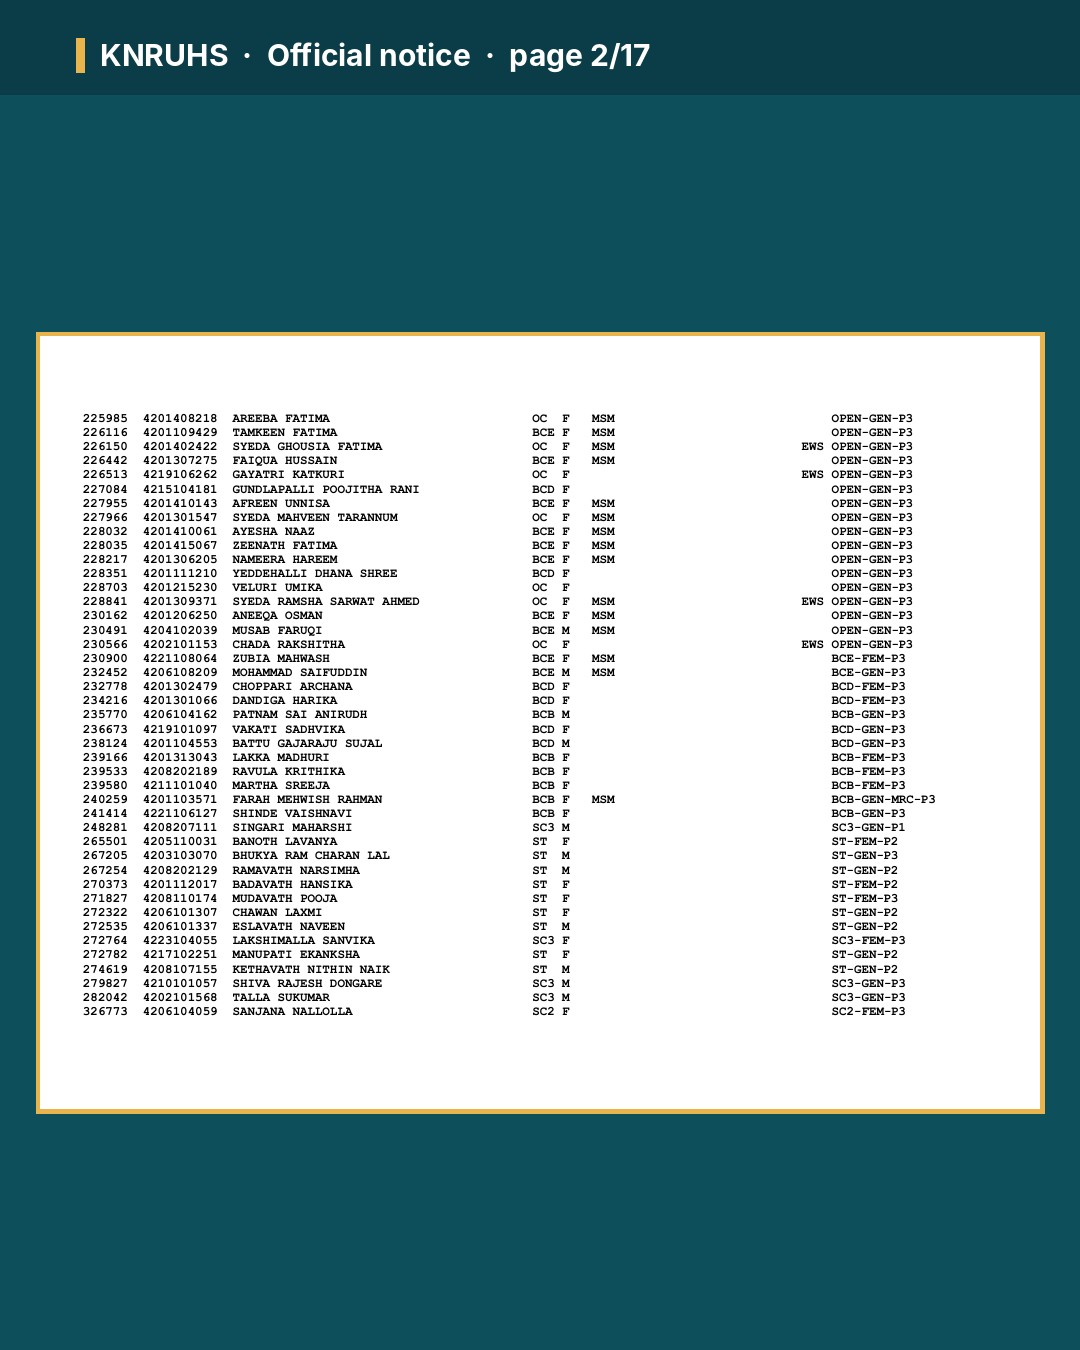 KNRUHS · Official notice · page 2/17
225985 4201408218 AREEBA FATIMA OC F MSM OPEN-GEN-P3
226116 4201109429 TAMKEEN FATIMA BCE F MSM OPEN-GEN-P3
226150 4201402422 SYEDA GHOUSIA FATIMA OC F MSM EWS OPEN-GEN-P3
226442 4201307275 FAIQUA HUSSAIN BCE F MSM OPEN-GEN-P3
226513 4219106262 GAYATRI KATKURI OC F EWS OPEN-GEN-P3
227084 4215104181 GUNDLAPALLI POOJITHA RANI BCD F OPEN-GEN-P3
227955 4201410143 AFREEN UNNISA BCE F MSM OPEN-GEN-P3
227966 4201301547 SYEDA MAHVEEN TARANNUM OC F MSM OPEN-GEN-P3
228032 4201410061 AYESHA NAAZ BCE F MSM OPEN-GEN-P3
228035 4201415067 ZEENATH FATIMA BCE F MSM OPEN-GEN-P3
228217 4201306205 NAMEERA HAREEM BCE F MSM OPEN-GEN-P3
228351 4201111210 YEDDEHALLI DHANA SHREE BCD F OPEN-GEN-P3
228703 4201215230 VELURI UMIKA OC F OPEN-GEN-P3
228841 4201309371 SYEDA RAMSHA SARWAT AHMED OC F MSM EWS OPEN-GEN-P3
230162 4201206250 ANEEQA OSMAN BCE F MSM OPEN-GEN-P3
230491 4204102039 MUSAB FARUQI BCE M MSM OPEN-GEN-P3
230566 4202101153 CHADA RAKSHITHA OC F EWS OPEN-GEN-P3
230900 4221108064 ZUBIA MAHWASH BCE F MSM BCE-FEM-P3
232452 4206108209 MOHAMMAD SAIFUDDIN BCE M MSM BCE-GEN-P3
232778 4201302479 CHOPPARI ARCHANA BCD F BCD-FEM-P3
234216 4201301066 DANDIGA HARIKA BCD F BCD-FEM-P3
235770 4206104162 PATNAM SAI ANIRUDH BCB M BCB-GEN-P3
236673 4219101097 VAKATI SADHVIKA BCD F BCD-GEN-P3
238124 4201104553 BATTU GAJARAJU SUJAL BCD M BCD-GEN-P3
239166 4201313043 LAKKA MADHURI BCB F BCB-FEM-P3
239533 4208202189 RAVULA KRITHIKA BCB F BCB-FEM-P3
239580 4211101040 MARTHA SREEJA BCB F BCB-FEM-P3
240259 4201103571 FARAH MEHWISH RAHMAN BCB F MSM BCB-GEN-MRC-P3
241414 4221106127 SHINDE VAISHNAVI BCB F BCB-GEN-P3
248281 4208207111 SINGARI MAHARSHI SC3 M SC3-GEN-P1
265501 4205110031 BANOTH LAVANYA ST F ST-FEM-P2
267205 4203103070 BHUKYA RAM CHARAN LAL ST M ST-GEN-P3
267254 4208202129 RAMAVATH NARSIMHA ST M ST-GEN-P2
270373 4201112017 BADAVATH HANSIKA ST F ST-FEM-P2
271827 4208110174 MUDAVATH POOJA ST F ST-FEM-P3
272322 4206101307 CHAWAN LAXMI ST F ST-GEN-P2
272535 4206101337 ESLAVATH NAVEEN ST M ST-GEN-P2
272764 4223104055 LAKSHIMALLA SANVIKA SC3 F SC3-FEM-P3
272782 4217102251 MANUPATI EKANKSHA ST F ST-GEN-P2
274619 4208107155 KETHAVATH NITHIN NAIK ST M ST-GEN-P2
279827 4210101057 SHIVA RAJESH DONGARE SC3 M SC3-GEN-P3
282042 4202101568 TALLA SUKUMAR SC3 M SC3-GEN-P3
326773 4206104059 SANJANA NALLOLLA SC2 F SC2-FEM-P3